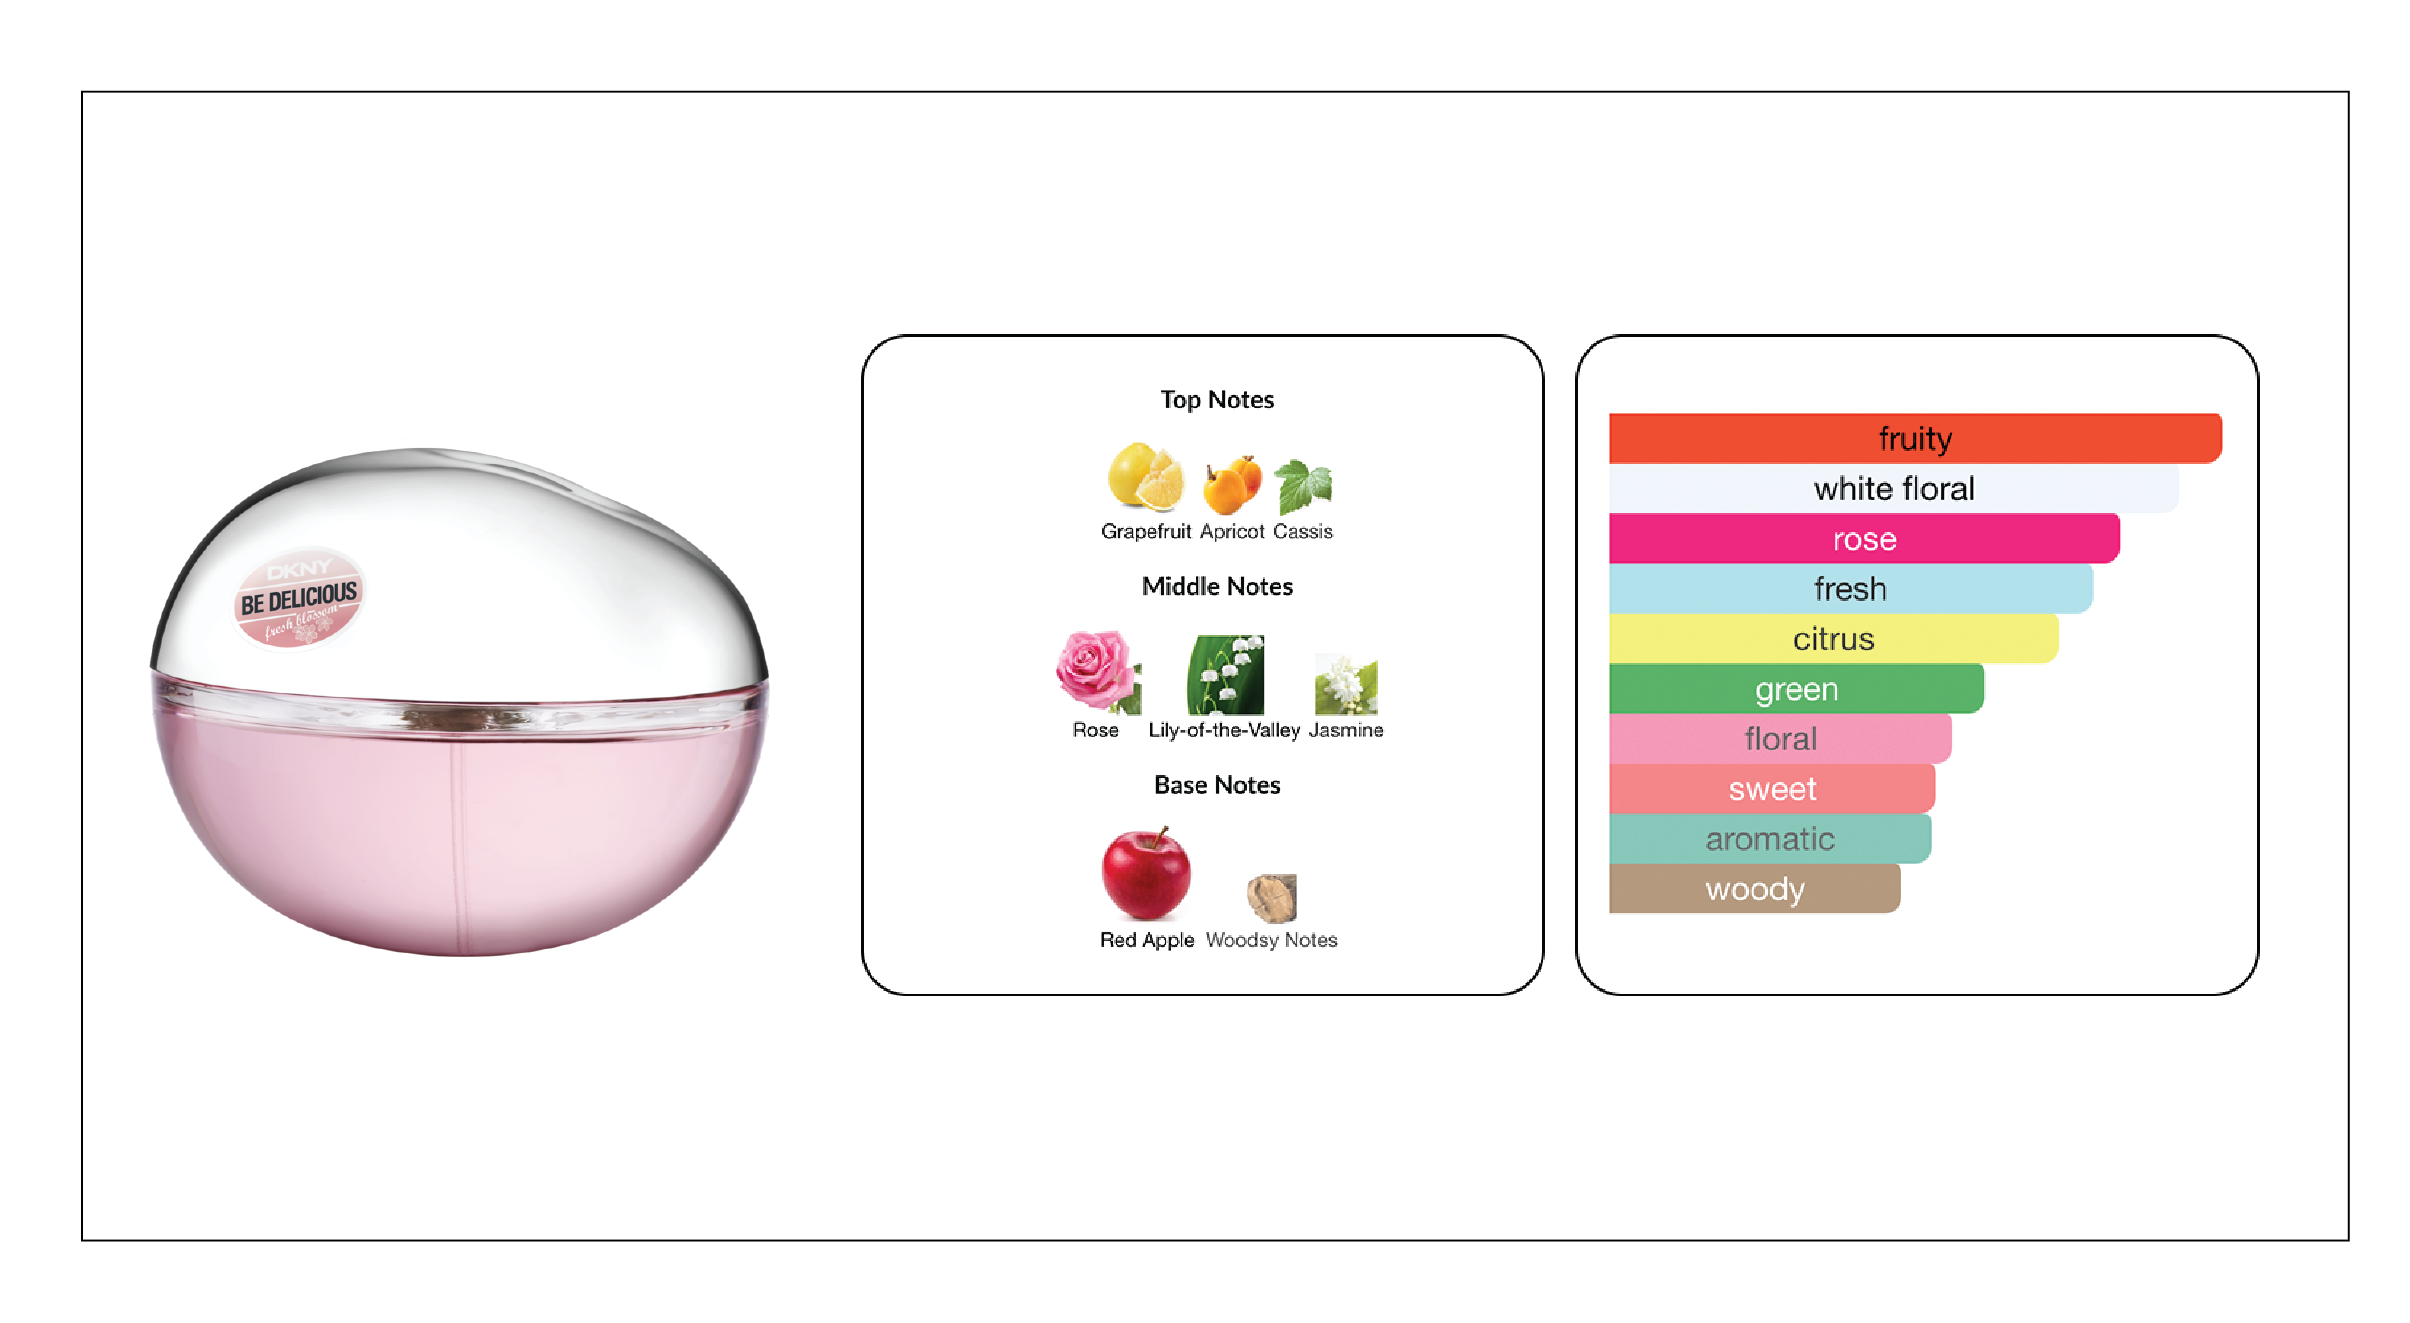 DKNY
BE DELICIOUS
fresh blossom
Top Notes
Grapefruit Apricot Cassis
Middle Notes
Rose Lily-of-the-Valley Jasmine
Base Notes
Red Apple Woodsy Notes
fruity
white floral
rose
fresh
citrus
green
floral
sweet
aromatic
woody